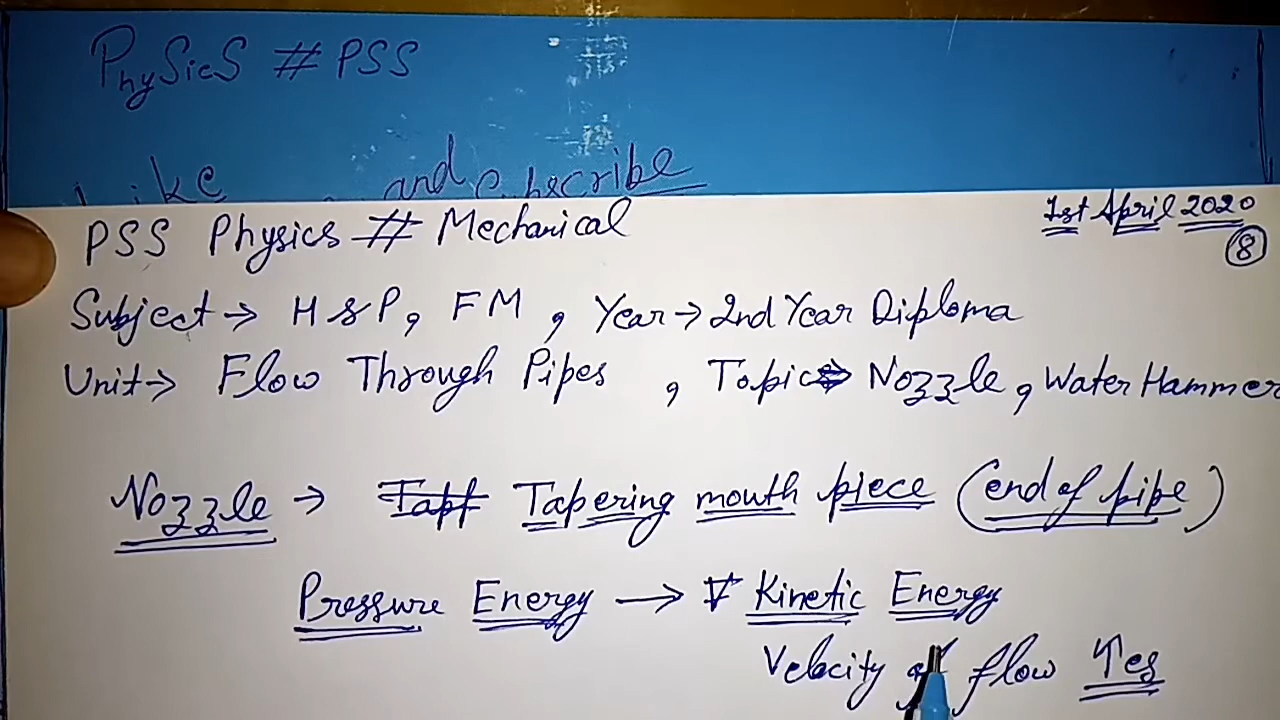 PhySicS # PSS
Like and Subscribe
PSS Physics # Mechanical 1st April 2020
8
Subject → H & P, FM, Year → 2nd Year Diploma
Unit → Flow Through Pipes, Topic → Nozzle, Water Hammer
Nozzle → Tapering mouth piece (end of pipe)
Pressure Energy → Kinetic Energy
Velocity of flow ↑es